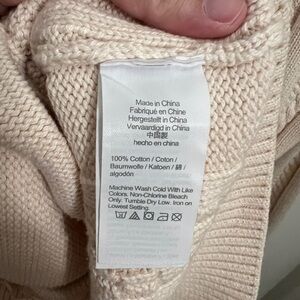 Made in China
Fabriqué en Chine
Hergestellt in China
Vervaardigd in China
中国製
hecho en china
100% Cotton / Coton /
Baumwolle / Katoen / 綿 /
algodón
Machine Wash Cold With Like
Colors. Non-Chlorine Bleach
Only. Tumble Dry Low. Iron on
Lowest Setting.